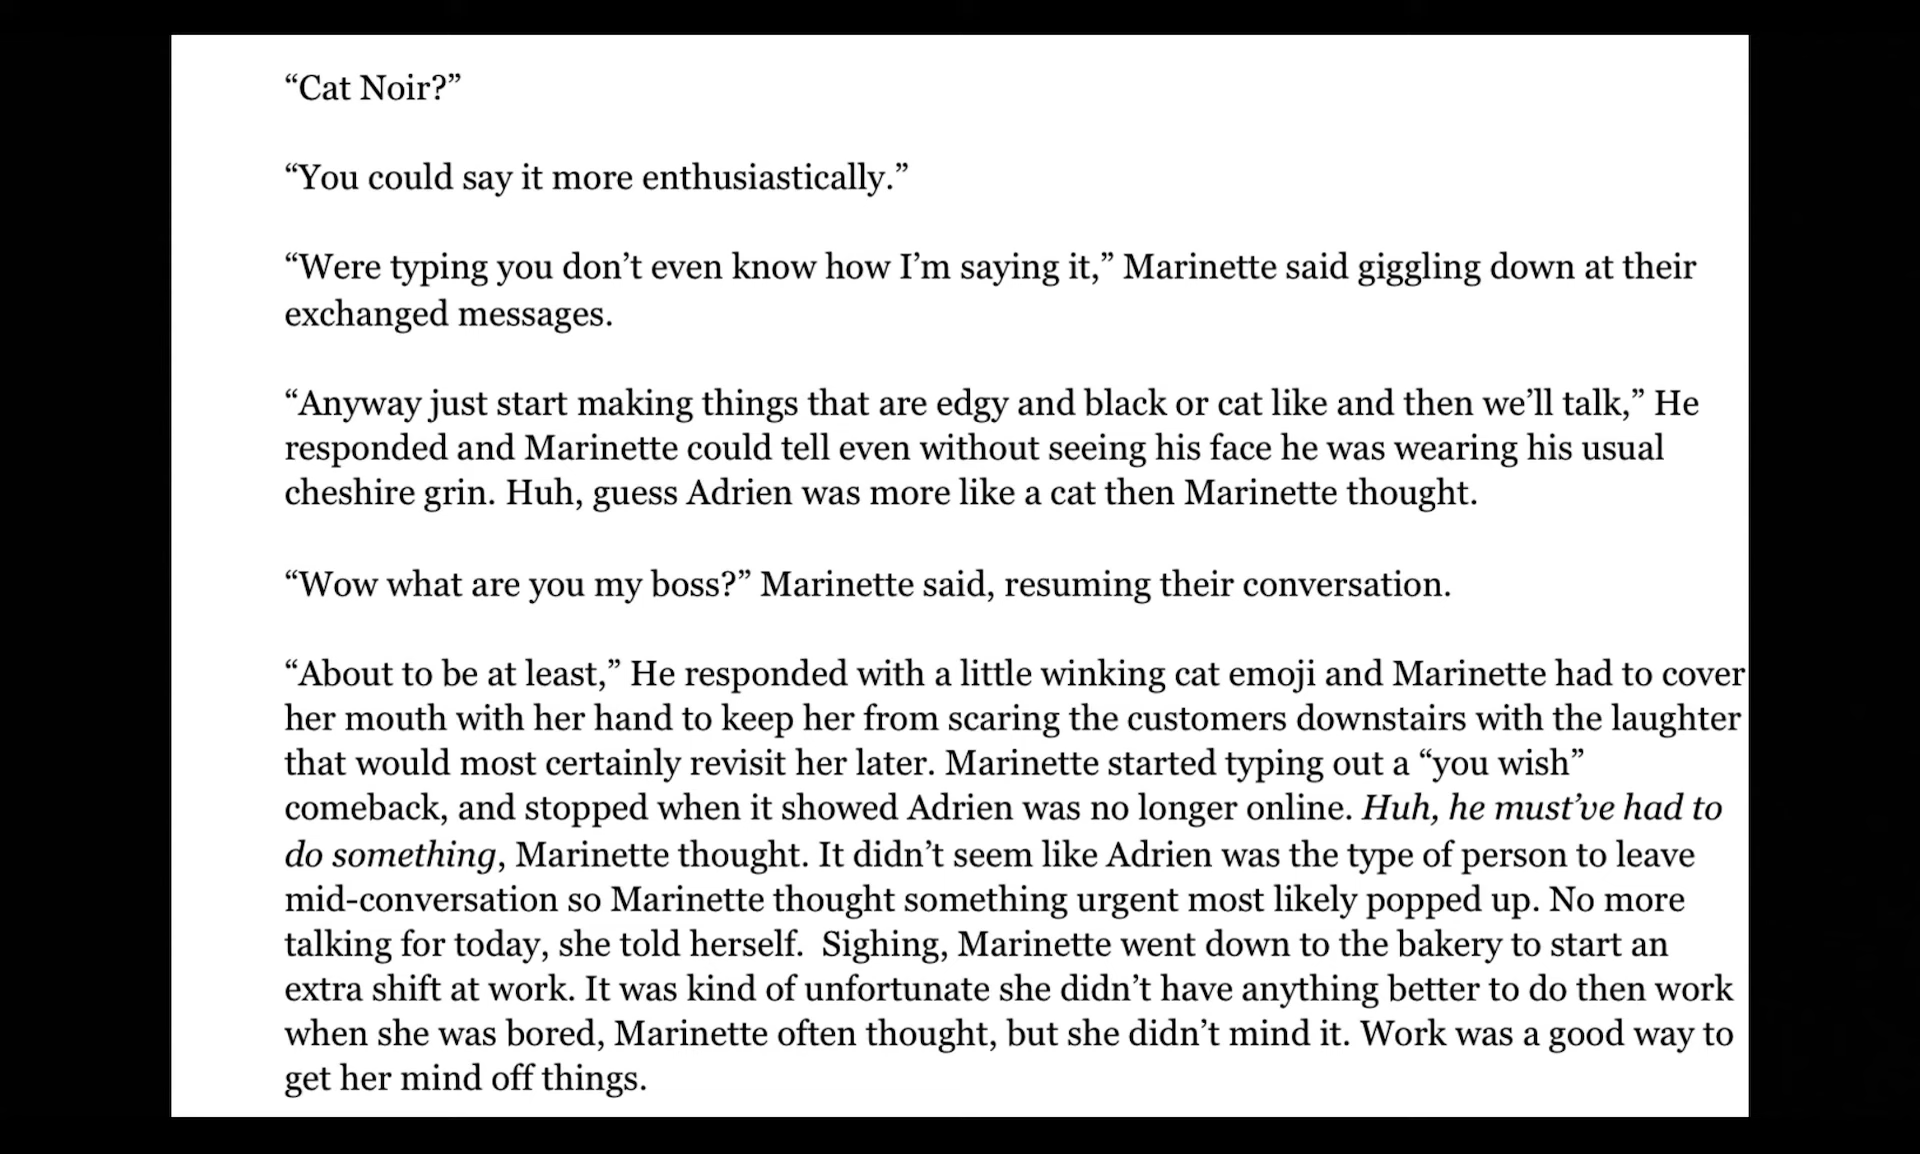 “Cat Noir?”
“You could say it more enthusiastically.”
“Were typing you don’t even know how I’m saying it,” Marinette said giggling down at their
exchanged messages.
“Anyway just start making things that are edgy and black or cat like and then we’ll talk,” He
responded and Marinette could tell even without seeing his face he was wearing his usual
cheshire grin. Huh, guess Adrien was more like a cat then Marinette thought.
“Wow what are you my boss?” Marinette said, resuming their conversation.
“About to be at least,” He responded with a little winking cat emoji and Marinette had to cover
her mouth with her hand to keep her from scaring the customers downstairs with the laughter
that would most certainly revisit her later. Marinette started typing out a “you wish”
comeback, and stopped when it showed Adrien was no longer online. Huh, he must’ve had to
do something, Marinette thought. It didn’t seem like Adrien was the type of person to leave
mid-conversation so Marinette thought something urgent most likely popped up. No more
talking for today, she told herself.  Sighing, Marinette went down to the bakery to start an
extra shift at work. It was kind of unfortunate she didn’t have anything better to do then work
when she was bored, Marinette often thought, but she didn’t mind it. Work was a good way to
get her mind off things.